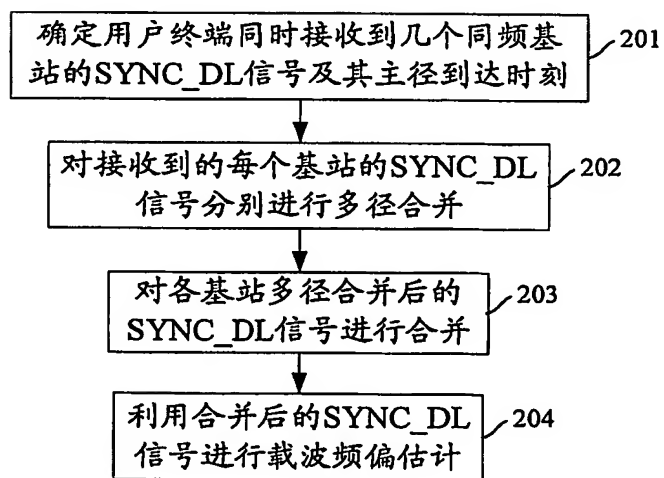 确定用户终端同时接收到几个同频基
站的SYNC_DL信号及其主径到达时刻
201
对接收到的每个基站的SYNC_DL
信号分别进行多径合并
202
对各基站多径合并后的
SYNC_DL信号进行合并
203
利用合并后的SYNC_DL
信号进行载波频偏估计
204